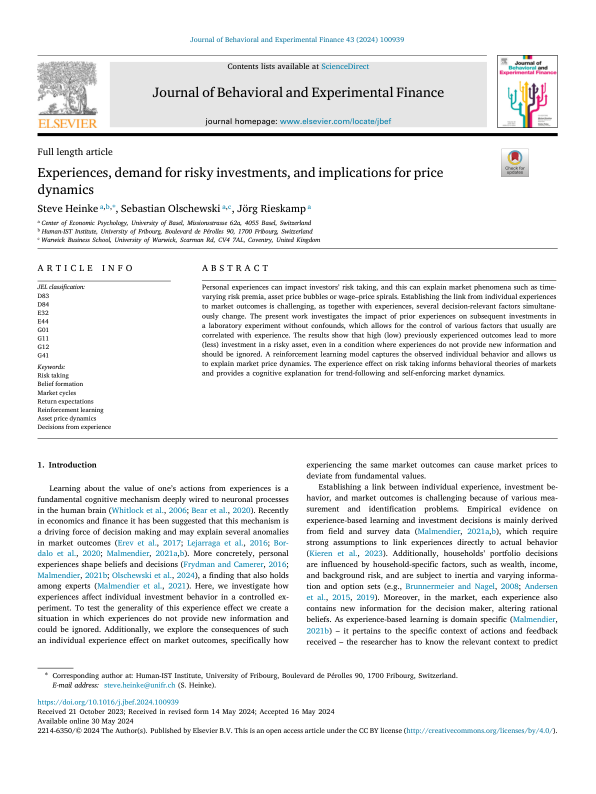 Journal of Behavioral and Experimental Finance 43 (2024) 100939
Contents lists available at ScienceDirect
Journal of Behavioral and Experimental Finance
journal homepage: www.elsevier.com/locate/jbef
ELSEVIER
Journal of
Behavioral and
Experimental Finance
Full length article
Check for
updates
Experiences, demand for risky investments, and implications for price
dynamics
Steve Heinke a,b,*, Sebastian Olschewski a,c, Jörg Rieskamp a
a Center of Economic Psychology, University of Basel, Missionsstrasse 62a, 4055 Basel, Switzerland
b Human-IST Institute, University of Fribourg, Boulevard de Pérolles 90, 1700 Fribourg, Switzerland
c Warwick Business School, University of Warwick, Scarman Rd, CV4 7AL, Coventry, United Kingdom
ARTICLE INFO
JEL classification:
D83
D84
E32
E44
G01
G11
G12
G41
Keywords:
Risk taking
Belief formation
Market cycles
Return expectations
Reinforcement learning
Asset price dynamics
Decisions from experience
ABSTRACT
Personal experiences can impact investors' risk taking, and this can explain market phenomena such as time-
varying risk premia, asset price bubbles or wage–price spirals. Establishing the link from individual experiences
to market outcomes is challenging, as together with experiences, several decision-relevant factors simultane-
ously change. The present work investigates the impact of prior experiences on subsequent investments in
a laboratory experiment without confounds, which allows for the control of various factors that usually are
correlated with experience. The results show that high (low) previously experienced outcomes lead to more
(less) investment in a risky asset, even in a condition where experiences do not provide new information and
should be ignored. A reinforcement learning model captures the observed individual behavior and allows us
to explain market price dynamics. The experience effect on risk taking informs behavioral theories of markets
and provides a cognitive explanation for trend-following and self-enforcing market dynamics.
1. Introduction
Learning about the value of one's actions from experiences is a
fundamental cognitive mechanism deeply wired to neuronal processes
in the human brain (Whitlock et al., 2006; Bear et al., 2020). Recently
in economics and finance it has been suggested that this mechanism is
a driving force of decision making and may explain several anomalies
in market outcomes (Erev et al., 2017; Lejarraga et al., 2016; Bor-
dalo et al., 2020; Malmendier, 2021a,b). More concretely, personal
experiences shape beliefs and decisions (Frydman and Camerer, 2016;
Malmendier, 2021b; Olschewski et al., 2024), a finding that also holds
among experts (Malmendier et al., 2021). Here, we investigate how
experiences affect individual investment behavior in a controlled ex-
periment. To test the generality of this experience effect we create a
situation in which experiences do not provide new information and
could be ignored. Additionally, we explore the consequences of such
an individual experience effect on market outcomes, specifically how
experiencing the same market outcomes can cause market prices to
deviate from fundamental values.
Establishing a link between individual experience, investment be-
havior, and market outcomes is challenging because of various mea-
surement and identification problems. Empirical evidence on
experience-based learning and investment decisions is mainly derived
from field and survey data (Malmendier, 2021a,b), which require
strong assumptions to link experiences directly to actual behavior
(Kieren et al., 2023). Additionally, households' portfolio decisions
are influenced by household-specific factors, such as wealth, income,
and background risk, and are subject to inertia and varying informa-
tion and option sets (e.g., Brunnermeier and Nagel, 2008; Andersen
et al., 2015, 2019). Moreover, in the market, each experience also
contains new information for the decision maker, altering rational
beliefs. As experience-based learning is domain specific (Malmendier,
2021b) – it pertains to the specific context of actions and feedback
received – the researcher has to know the relevant context to predict
* Corresponding author at: Human-IST Institute, University of Fribourg, Boulevard de Pérolles 90, 1700 Fribourg, Switzerland.
E-mail address: steve.heinke@unifr.ch (S. Heinke).
https://doi.org/10.1016/j.jbef.2024.100939
Received 21 October 2023; Received in revised form 14 May 2024; Accepted 16 May 2024
Available online 30 May 2024
2214-6350/© 2024 The Author(s). Published by Elsevier B.V. This is an open access article under the CC BY license (http://creativecommons.org/licenses/by/4.0/).